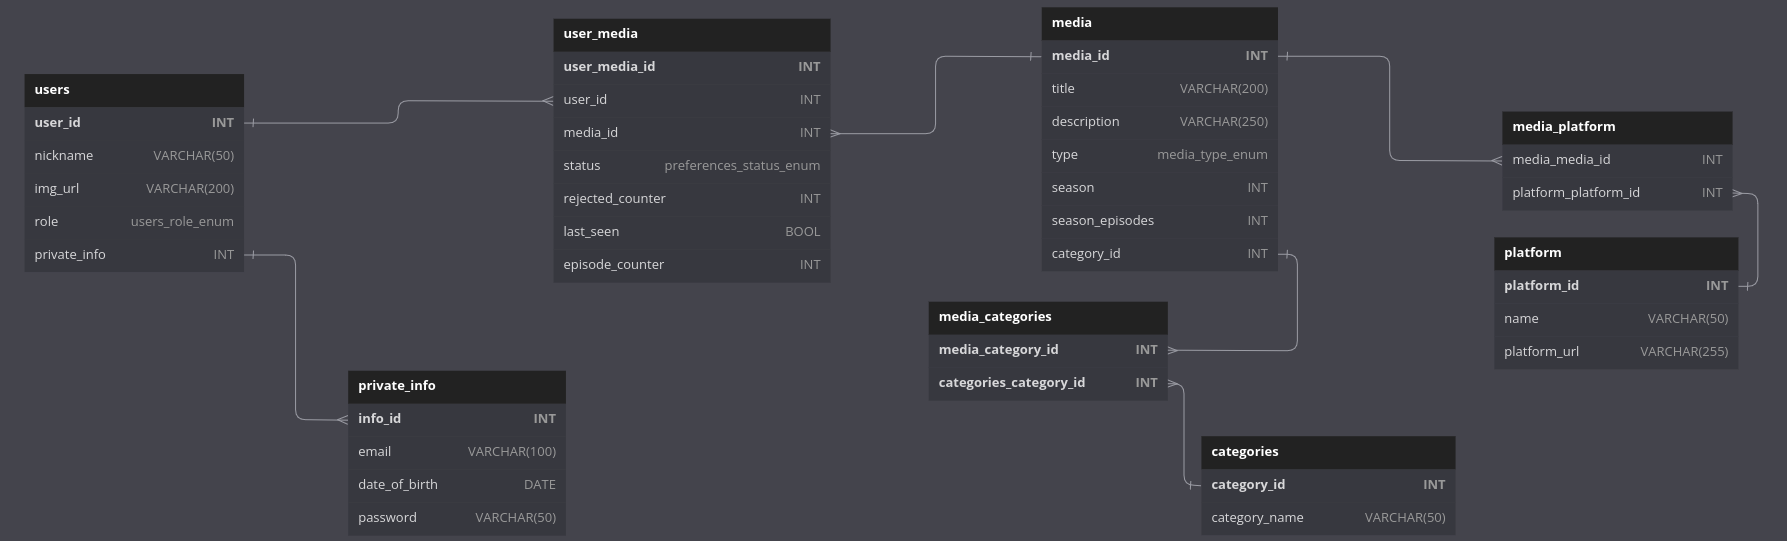 users
user_id INT
nickname VARCHAR(50)
img_url VARCHAR(200)
role users_role_enum
private_info INT
user_media
user_media_id INT
user_id INT
media_id INT
status preferences_status_enum
rejected_counter INT
last_seen BOOL
episode_counter INT
private_info
info_id INT
email VARCHAR(100)
date_of_birth DATE
password VARCHAR(50)
media
media_id INT
title VARCHAR(200)
description VARCHAR(250)
type media_type_enum
season INT
season_episodes INT
category_id INT
media_categories
media_category_id INT
categories_category_id INT
categories
category_id INT
category_name VARCHAR(50)
media_platform
media_media_id INT
platform_platform_id INT
platform
platform_id INT
name VARCHAR(50)
platform_url VARCHAR(255)